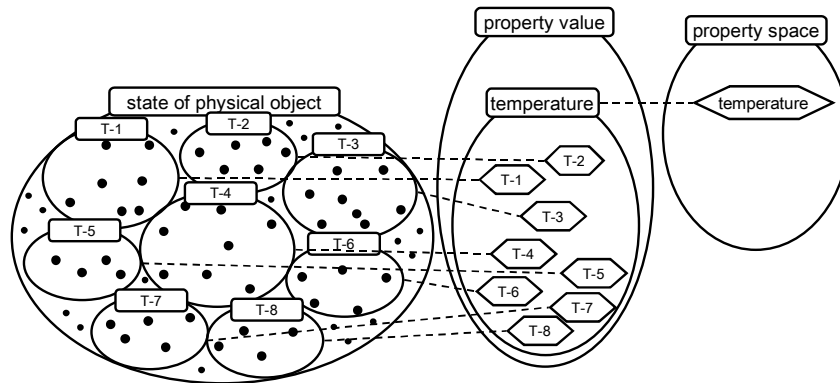 property value
property space
state of physical object
temperature
temperature
T-1
T-2
T-3
T-4
T-5
T-6
T-7
T-8
T-2
T-1
T-3
T-4
T-5
T-6
T-7
T-8